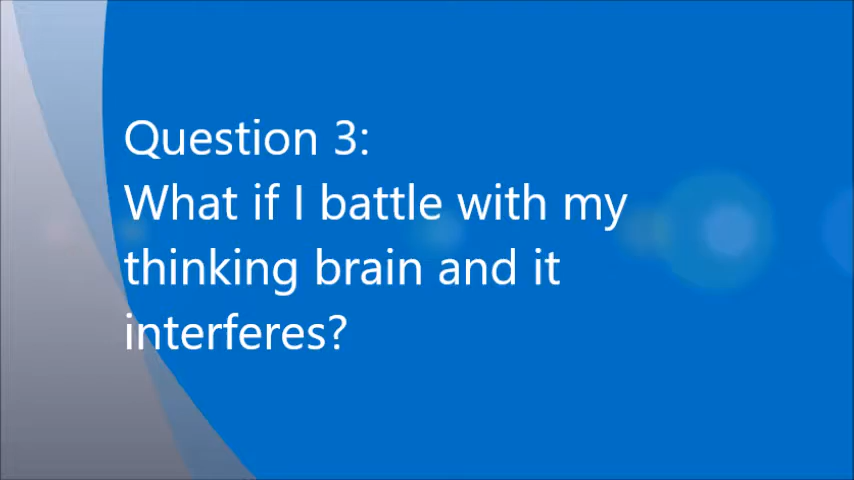 Question 3:
What if I battle with my
thinking brain and it
interferes?